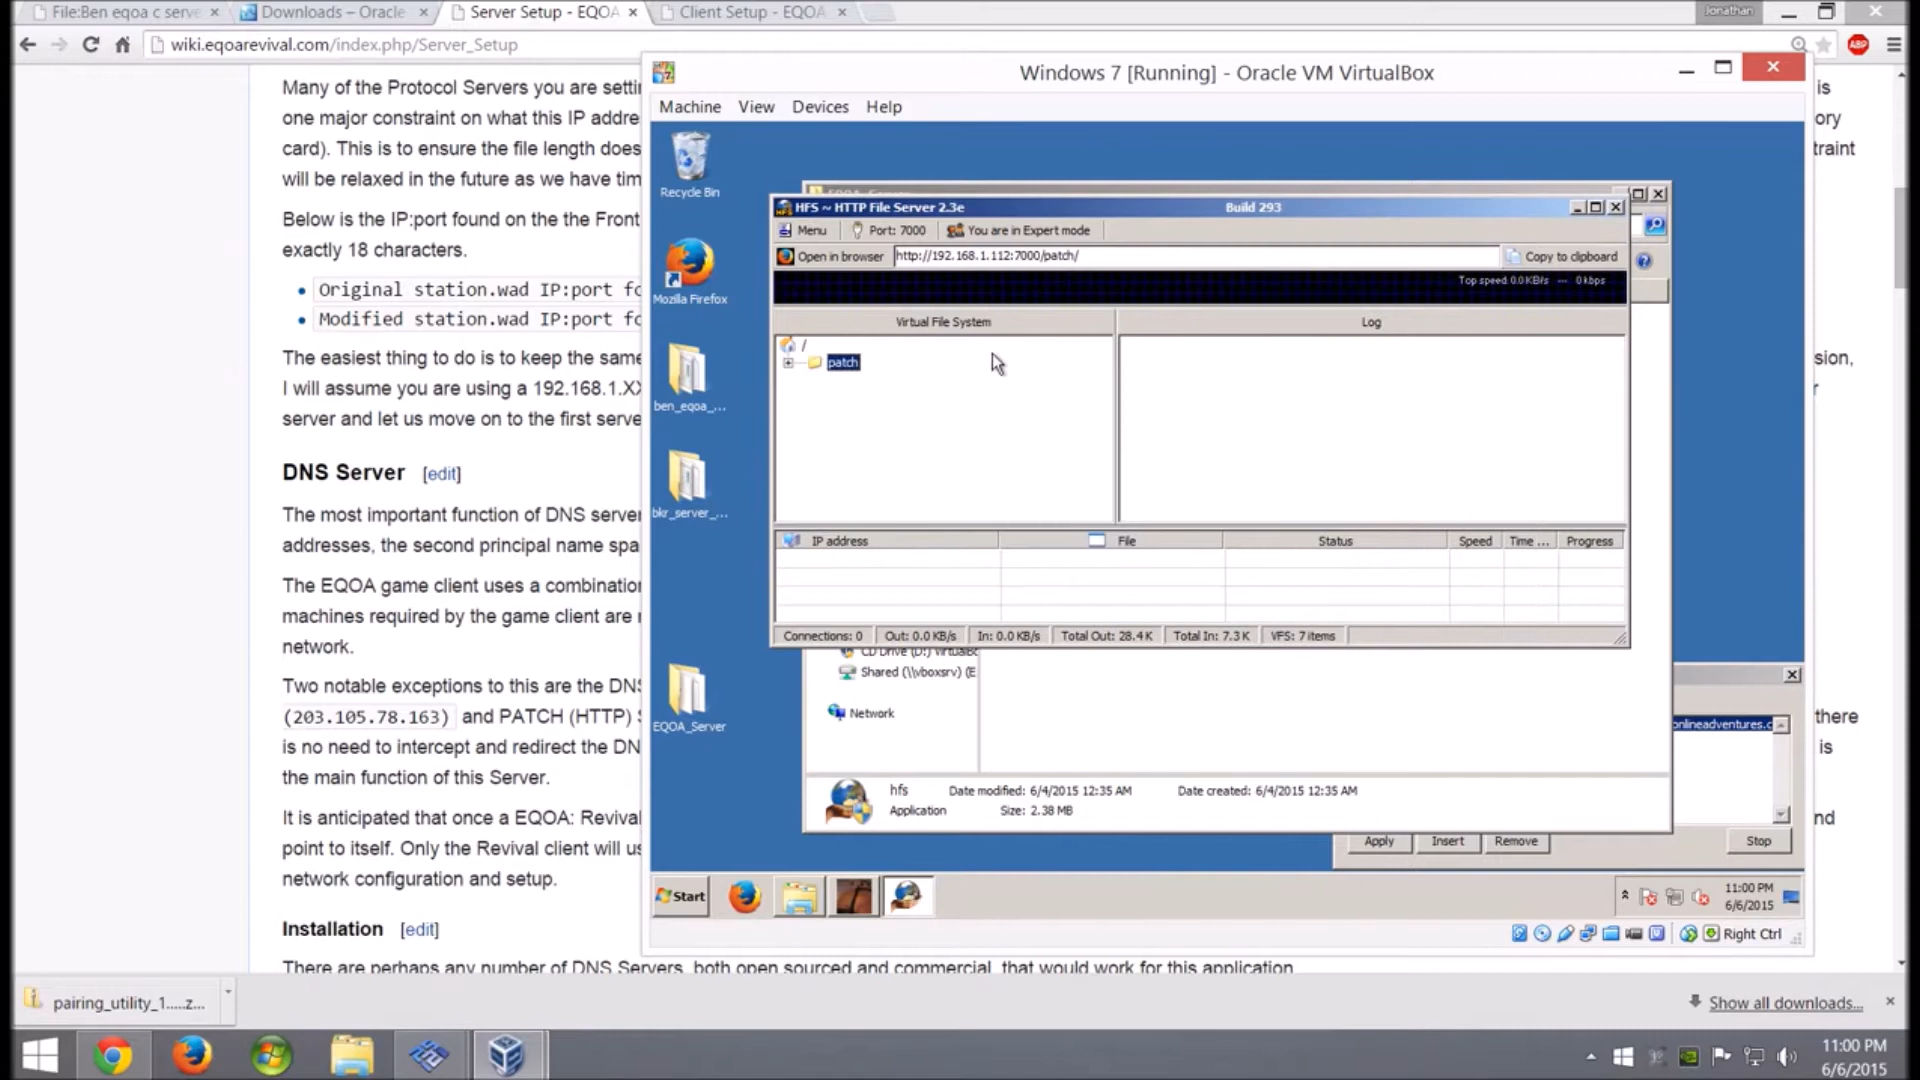 File:Ben eqoa c serve
Downloads – Oracle
Server Setup - EQOA
Client Setup - EQOA
Jonathan
wiki.eqoarevival.com/index.php/Server_Setup
ABP
Many of the Protocol Servers you are
is
one major constraint on what this IP
ory
card). This is to ensure the file length does
traint
will be relaxed in the future as we have
Below is the IP:port found on the the Front
exactly 18 characters.
Original station.wad IP:port
Modified station.wad IP:port
The easiest thing to do is to keep the same
sion,
I will assume you are using a
server and let us move on to the first
DNS Server [edit]
The most important function of DNS
addresses, the second principal name
The EQOA game client uses a
machines required by the game client are
network.
Two notable exceptions to this are the DNS
(203.105.78.163) and PATCH (HTTP)
there
is no need to intercept and redirect the
is
the main function of this Server.
It is anticipated that once a EQOA:
nd
point to itself. Only the Revival client will
network configuration and setup.
Installation [edit]
There are perhaps any number of DNS Servers, both open sourced and commercial, that would work for this application
Windows 7 [Running] - Oracle VM VirtualBox
Machine View Devices Help
Recycle Bin
Mozilla Firefox
ben_eqoa_...
bkr_server_...
EQOA_Server
HFS ~ HTTP File Server 2.3e
Build 293
Menu
Port: 7000
You are in Expert mode
Open in browser
http://192.168.1.112:7000/patch/
Copy to clipboard
Top speed: 0.0 KB/s --- 0 kbps
Virtual File System
Log
/
patch
IP address
File
Status
Speed
Time ...
Progress
Connections: 0
Out: 0.0 KB/s
In: 0.0 KB/s
Total Out: 28.4 K
Total In: 7.3 K
VFS: 7 items
CD Drive (D:)
Shared (\\vboxsrv) (E
Network
onlineadventures.c
hfs
Date modified: 6/4/2015 12:35 AM
Date created: 6/4/2015 12:35 AM
Application
Size: 2.38 MB
Apply
Insert
Remove
Stop
Start
11:00 PM
6/6/2015
Right Ctrl
pairing_utility_1.....z...
Show all downloads...
11:00 PM
6/6/2015